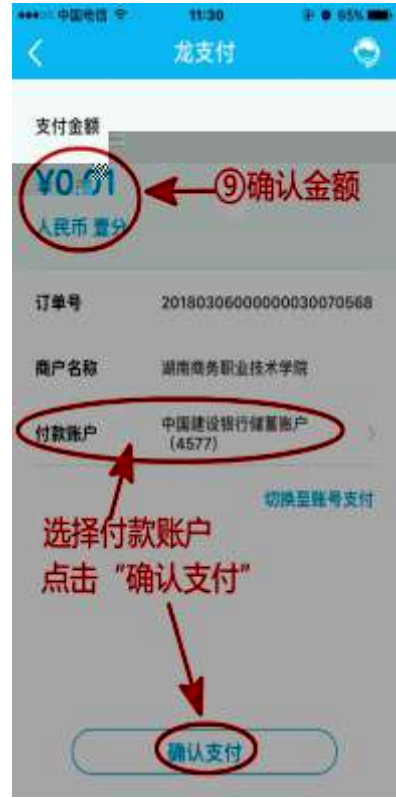 中国电信 11:30 65%
龙支付
支付金额
¥0.01
⑨确认金额
人民币 壹分
订单号 20180306000000030070568
商户名称 湖南商务职业技术学院
付款账户 中国建设银行储蓄账户
(4577)
切换至账号支付
选择付款账户
点击“确认支付”
确认支付